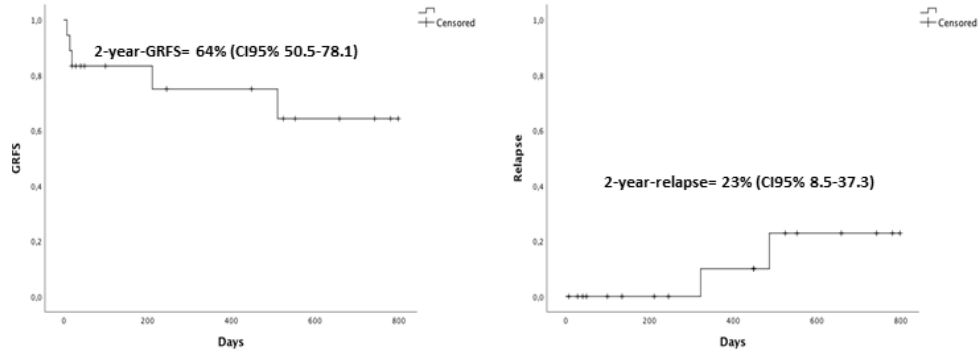 Censored
2-year-GRFS= 64% (CI95% 50.5-78.1)
1,0
0,8
0,6
0,4
0,2
0,0
GRFS
0
200
400
600
800
Days
Censored
2-year-relapse= 23% (CI95% 8.5-37.3)
1,0
0,8
0,6
0,4
0,2
0,0
Relapse
0
200
400
600
800
Days